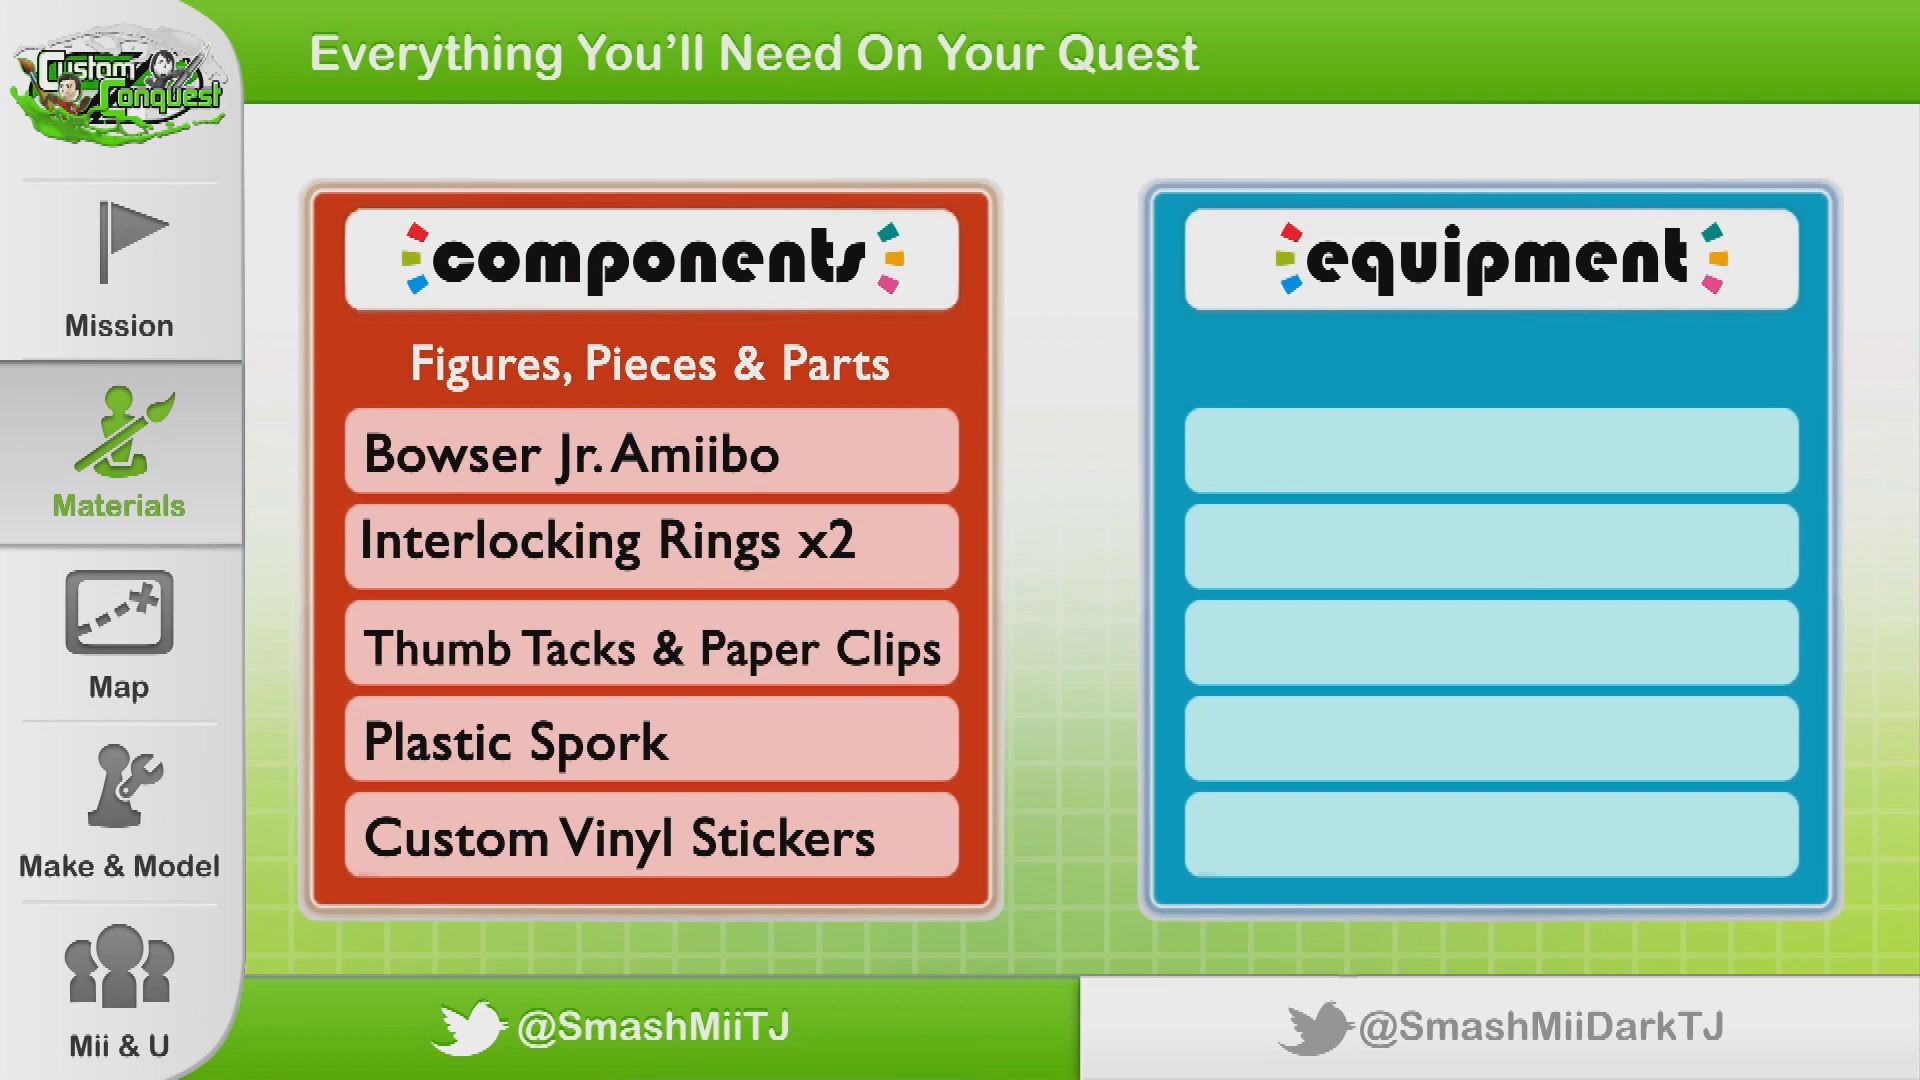 Custom
Conquest
Everything You'll Need On Your Quest
Mission
Materials
Map
Make & Model
Mii & U
components
Figures, Pieces & Parts
Bowser Jr. Amiibo
Interlocking Rings x2
Thumb Tacks & Paper Clips
Plastic Spork
Custom Vinyl Stickers
equipment
@SmashMiiTJ
@SmashMiiDarkTJ